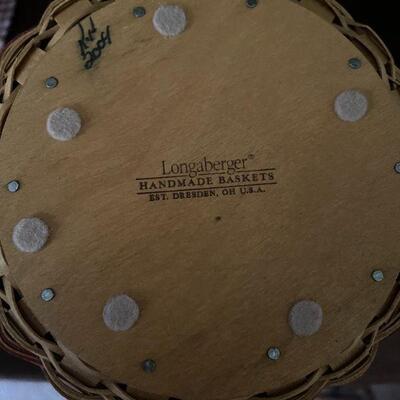 2004
Longaberger®
HANDMADE BASKETS
EST. DRESDEN, OH U.S.A.